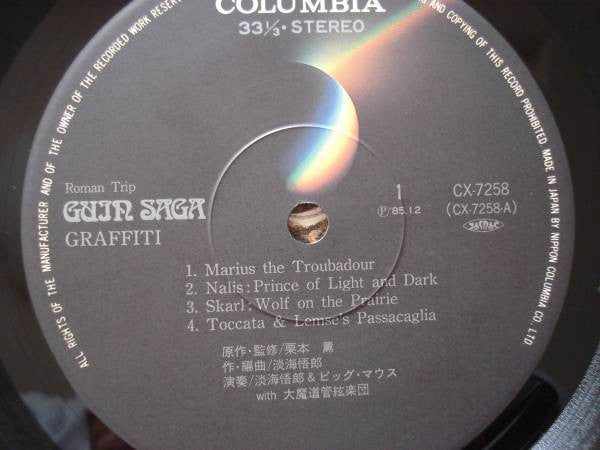 COLUMBIA
33⅓・STEREO
ALL RIGHTS OF THE MANUFACTURER AND OF THE OWNER OF THE RECORDED WORK RESERVED
AND COPYING OF THIS RECORD PROHIBITED. MADE IN JAPAN BY NIPPON COLUMBIA CO. LTD
Roman Trip
GUIN SAGA
GRAFFITI
1
Ⓟ/85.12
CX-7258
(CX-7258-A)
1. Marius the Troubadour
2. Nalis:Prince of Light and Dark
3. Skarl:Wolf on the Prairie
4. Toccata & Lemse's Passacaglia
原作・監修/栗本 薫
作・編曲/淡海悟郎
演奏/淡海悟郎&ビッグ・マウス
with 大魔道管絃楽団